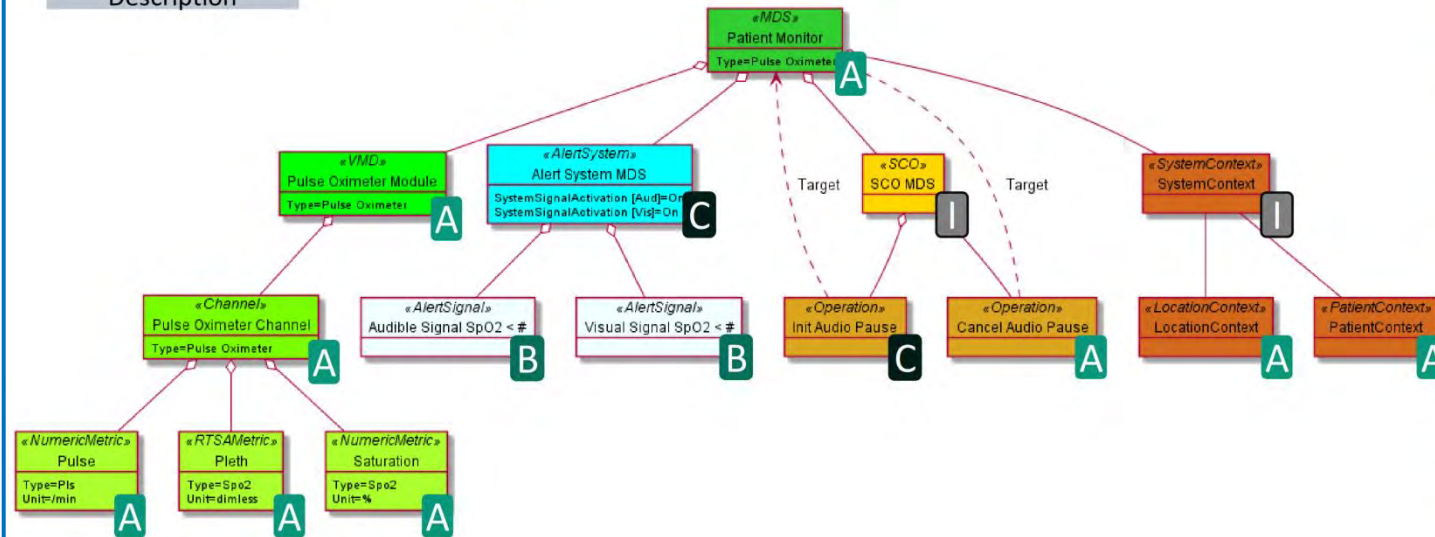 Description
«MDS»
Patient Monitor
Type=Pulse Oximeter
A
«VMD»
Pulse Oximeter Module
Type=Pulse Oximeter
A
«AlertSystem»
Alert System MDS
SystemSignalActivation [Aud]=On
SystemSignalActivation [Vis]=On
C
Target
«SCO»
SCO MDS
I
Target
«SystemContext»
SystemContext
I
«Channel»
Pulse Oximeter Channel
Type=Pulse Oximeter
A
«AlertSignal»
Audible Signal SpO2 < #
B
«AlertSignal»
Visual Signal SpO2 < #
B
«Operation»
Init Audio Pause
C
«Operation»
Cancel Audio Pause
A
«LocationContext»
LocationContext
A
«PatientContext»
PatientContext
A
«NumericMetric»
Pulse
Type=Pls
Unit=/min
A
«RTSAMetric»
Pleth
Type=Spo2
Unit=dimless
A
«NumericMetric»
Saturation
Type=Spo2
Unit=%
A